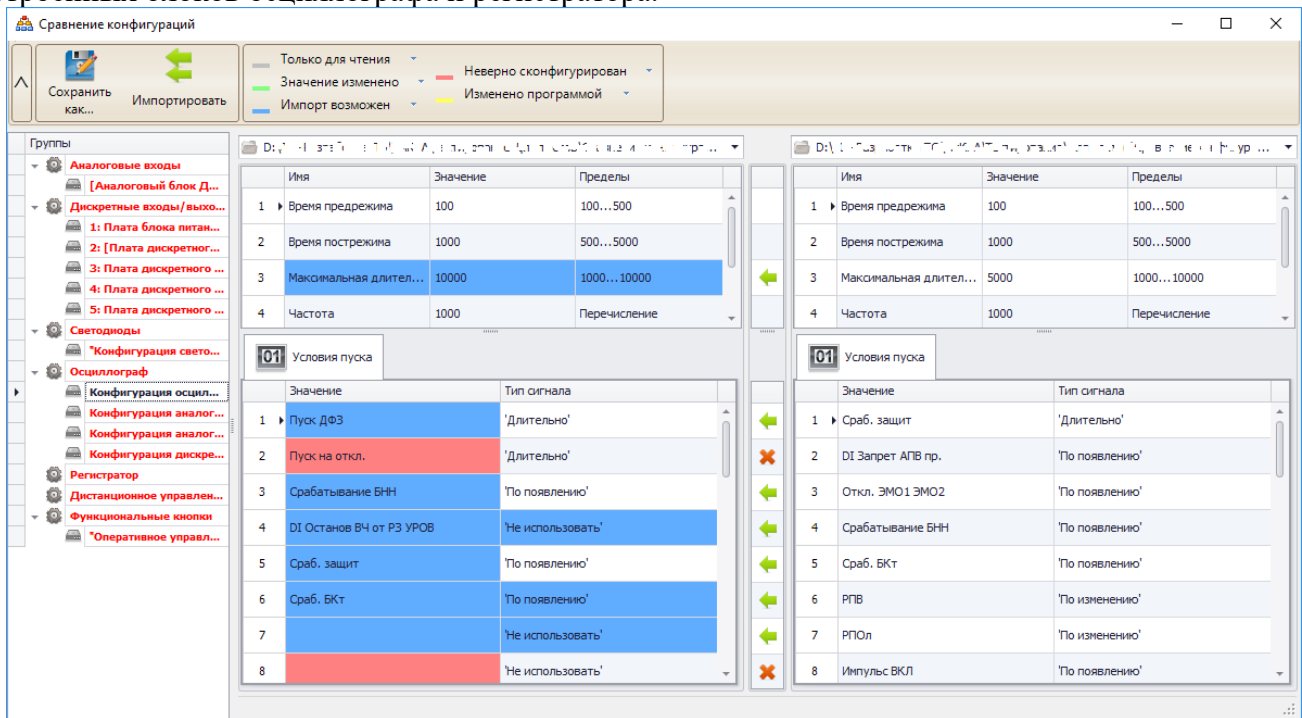 встроенных блоков осциллографа и регистратора.
Сравнение конфигураций
Сохранить как...
Импортировать
Только для чтения
Значение изменено
Импорт возможен
Неверно сконфигурирован
Изменено программой
Группы
Аналоговые входы
[Аналоговый блок Д...
Дискретные входы/выхо...
1: Плата блока питан...
2: [Плата дискретног...
3: Плата дискретного ...
4: Плата дискретного ...
5: Плата дискретного ...
Светодиоды
"Конфигурация свето...
Осциллограф
Конфигурация осцил...
Конфигурация аналог...
Конфигурация аналог...
Конфигурация дискре...
Регистратор
Дистанционное управлен...
Функциональные кнопки
"Оперативное управл...
D:\
Имя Значение Пределы
1 Время предрежима 100 100...500
2 Время пострежима 1000 500...5000
3 Максимальная длител... 10000 1000...10000
4 Частота 1000 Перечисление
01 Условия пуска
Значение Тип сигнала
1 Пуск ДФЗ 'Длительно'
2 Пуск на откл. 'Длительно'
3 Срабатывание БНН 'По появлению'
4 DI Останов ВЧ от РЗ УРОВ 'Не использовать'
5 Сраб. защит 'По появлению'
6 Сраб. БКт 'По появлению'
7 'Не использовать'
8 'Не использовать'
D:\
Имя Значение Пределы
1 Время предрежима 100 100...500
2 Время пострежима 1000 500...5000
3 Максимальная длител... 5000 1000...10000
4 Частота 1000 Перечисление
01 Условия пуска
Значение Тип сигнала
1 Сраб. защит 'Длительно'
2 DI Запрет АПВ пр. 'По появлению'
3 Откл. ЭМО1 ЭМО2 'По появлению'
4 Срабатывание БНН 'По появлению'
5 Сраб. БКт 'По появлению'
6 РПВ 'По изменению'
7 РПОл 'По изменению'
8 Импульс ВКЛ 'По появлению'